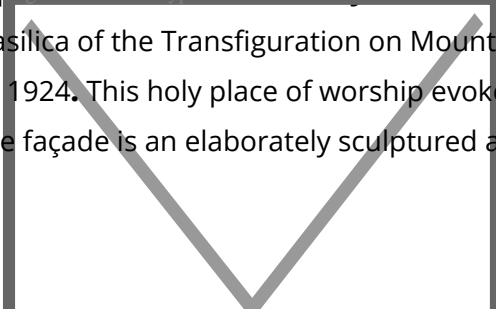 asilica of the Transfiguration on Mount
1924. This holy place of worship evok
e façade is an elaborately sculptured a